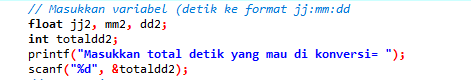 // Masukkan variabel (detik ke format jj:mm:dd
float jj2, mm2, dd2;
int totaldd2;
printf("Masukkan total detik yang mau di konversi= ");
scanf("%d", &totaldd2);